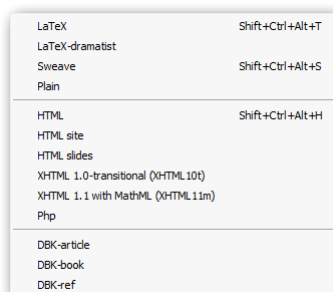 LaTeX Shift+Ctrl+Alt+T
LaTeX-dramatist
Sweave Shift+Ctrl+Alt+S
Plain
HTML Shift+Ctrl+Alt+H
HTML site
HTML slides
XHTML 1.0-transitional (XHTML10t)
XHTML 1.1 with MathML (XHTML11m)
Php
DBK-article
DBK-book
DBK-ref